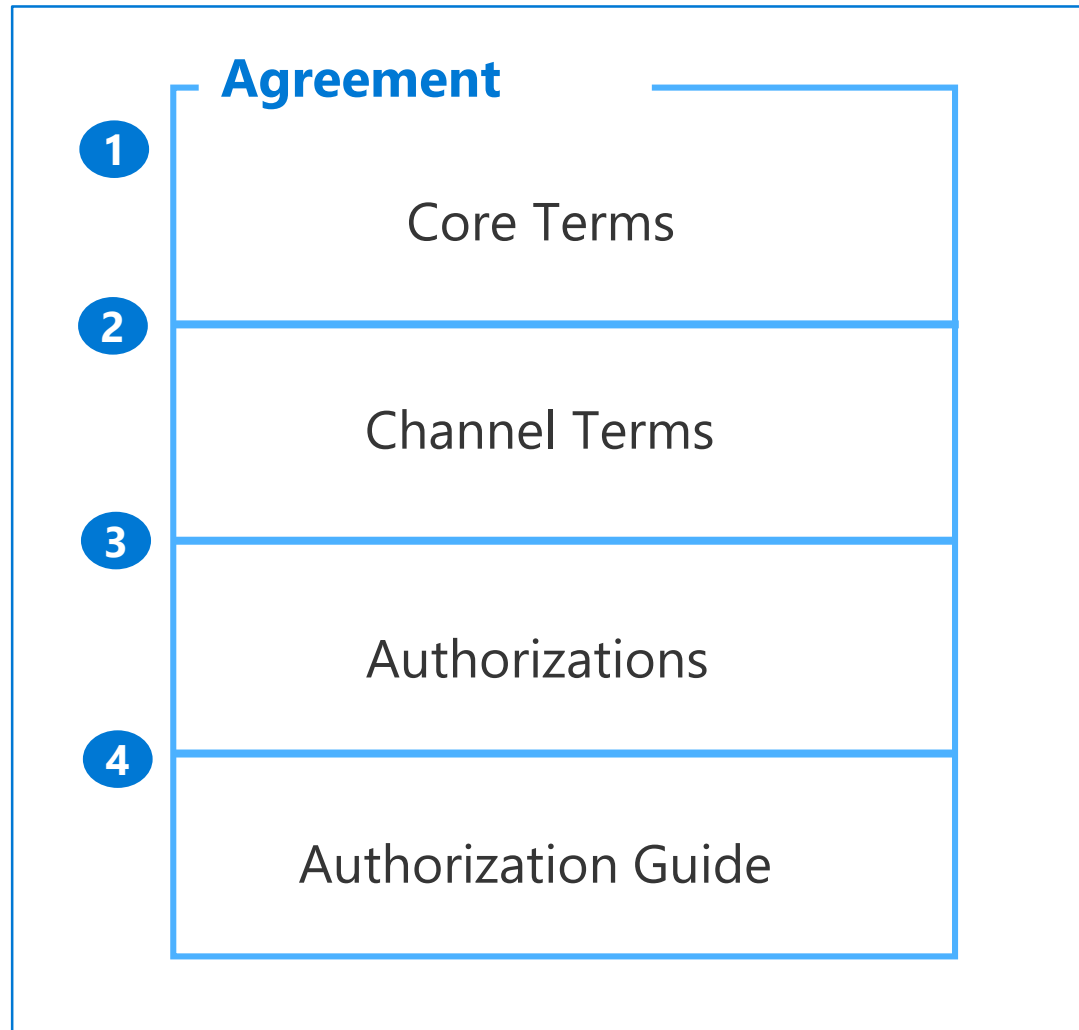 Agreement
1
Core Terms
2
Channel Terms
3
Authorizations
4
Authorization Guide